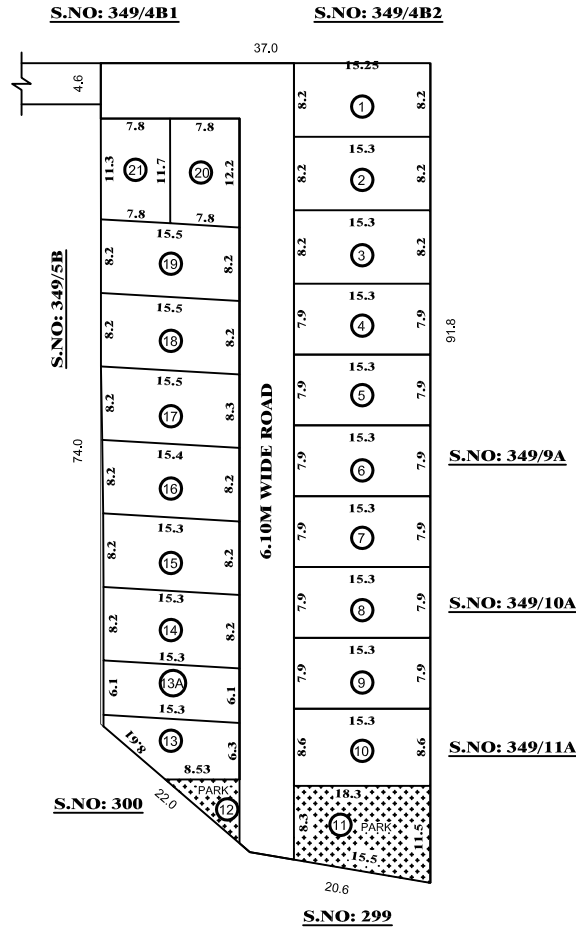 S.NO: 349/4B1
S.NO: 349/4B2
37.0
4.6
15.25
8.2 1 8.2
15.3
8.2 2 8.2
15.3
8.2 3 8.2
15.3
7.9 4 7.9
91.8
15.3
7.9 5 7.9
15.3
7.9 6 7.9
S.NO: 349/9A
15.3
7.9 7 7.9
15.3
7.9 8 7.9
S.NO: 349/10A
15.3
7.9 9 7.9
15.3
8.6 10 8.6
S.NO: 349/11A
18.3
8.3 11 PARK 11.5
15.5
20.6
S.NO: 299
6.10M WIDE ROAD
7.8 7.8
11.3 21 11.7 20 12.2
7.8 7.8
S.NO: 349/5B
74.0
15.5
8.2 19 8.2
15.5
8.2 18 8.2
15.5
8.2 17 8.3
15.4
8.2 16 8.2
15.3
8.2 15 8.2
15.3
8.2 14 8.2
15.3
6.1 13A 6.1
15.3
13 6.3
19.8
8.53
PARK
12
22.0
S.NO: 300